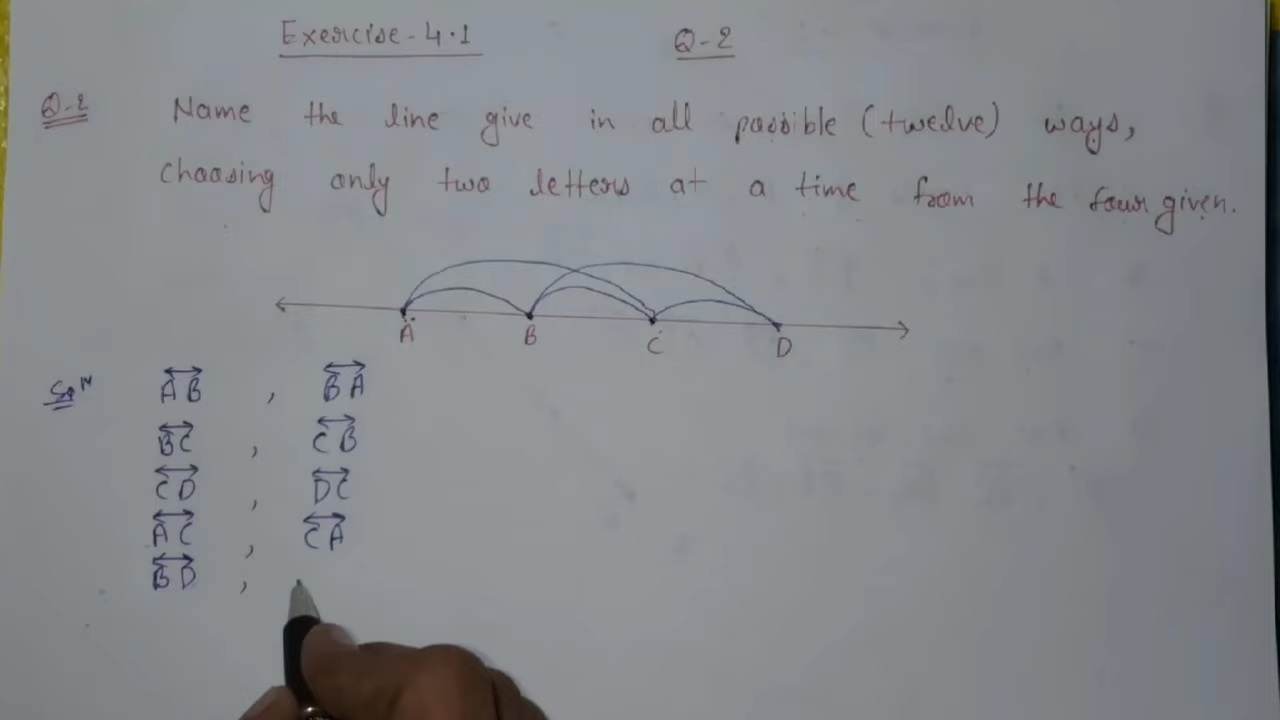 Exercise-4.1 Q-2
Q-2 Name the line give in all possible (twelve) ways,
choosing only two letters at a time from the four given.
A B C D
Solⁿ AB , BA
BC , CB
CD , DC
AC , CA
BD ,